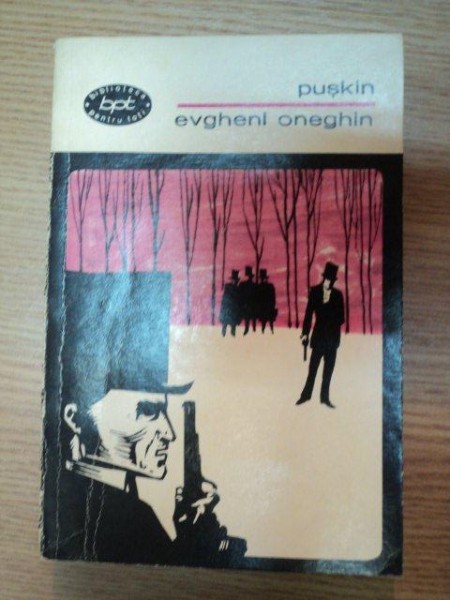 biblioteca
bpt
pentru toți
pușkin
evgheni oneghin